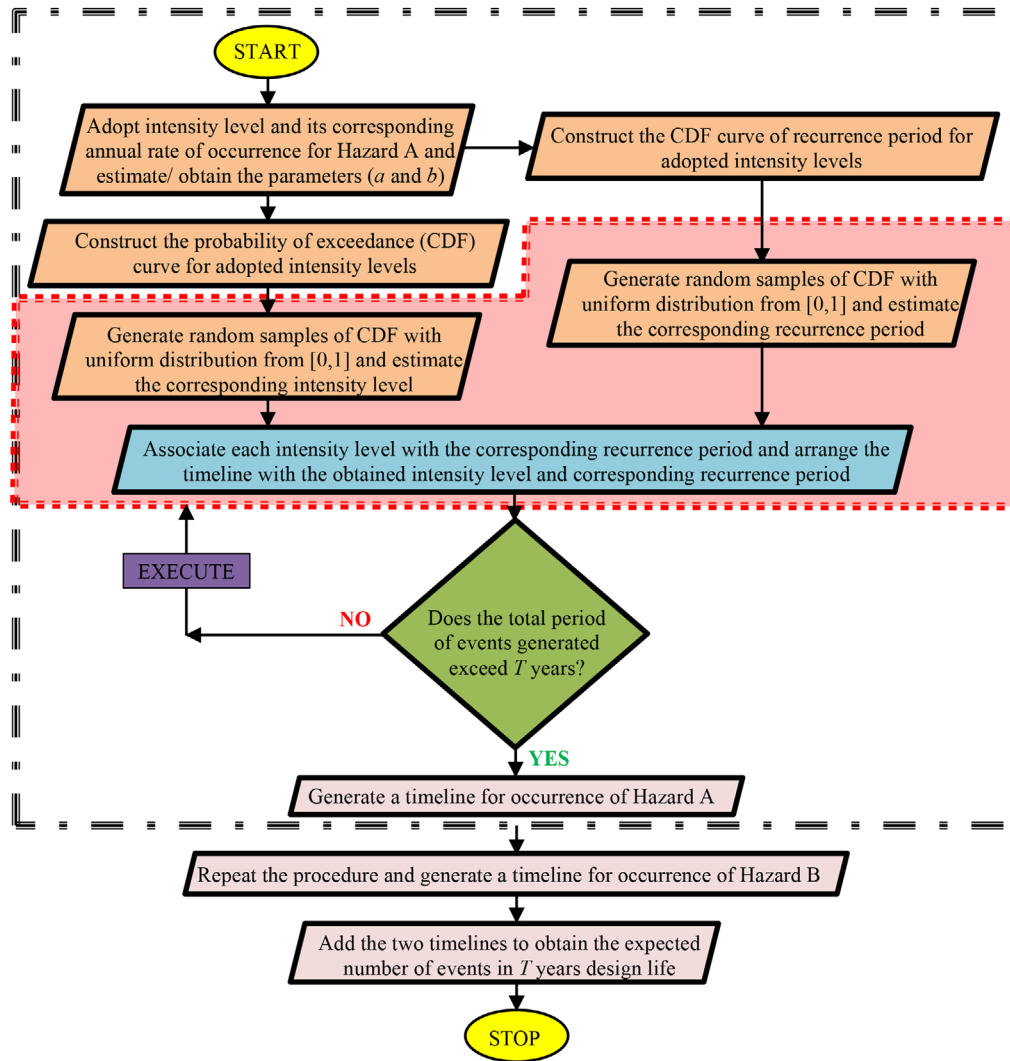 START
Adopt intensity level and its corresponding
annual rate of occurrence for Hazard A and
estimate/ obtain the parameters (a and b)
Construct the CDF curve of recurrence period for
adopted intensity levels
Construct the probability of exceedance (CDF)
curve for adopted intensity levels
Generate random samples of CDF with
uniform distribution from [0,1] and estimate
the corresponding recurrence period
Generate random samples of CDF with
uniform distribution from [0,1] and estimate
the corresponding intensity level
Associate each intensity level with the corresponding recurrence period and arrange the
timeline with the obtained intensity level and corresponding recurrence period
EXECUTE
NO
Does the total period
of events generated
exceed T years?
YES
Generate a timeline for occurrence of Hazard A
Repeat the procedure and generate a timeline for occurrence of Hazard B
Add the two timelines to obtain the expected
number of events in T years design life
STOP